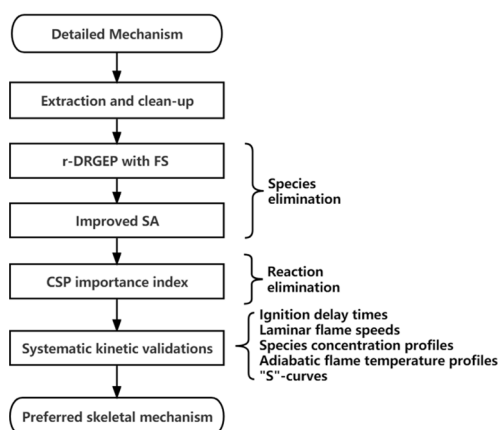 Detailed Mechanism
Extraction and clean-up
r-DRGEP with FS
Species
elimination
Improved SA
CSP importance index
Reaction
elimination
Systematic kinetic validations
Ignition delay times
Laminar flame speeds
Species concentration profiles
Adiabatic flame temperature profiles
"S"-curves
Preferred skeletal mechanism